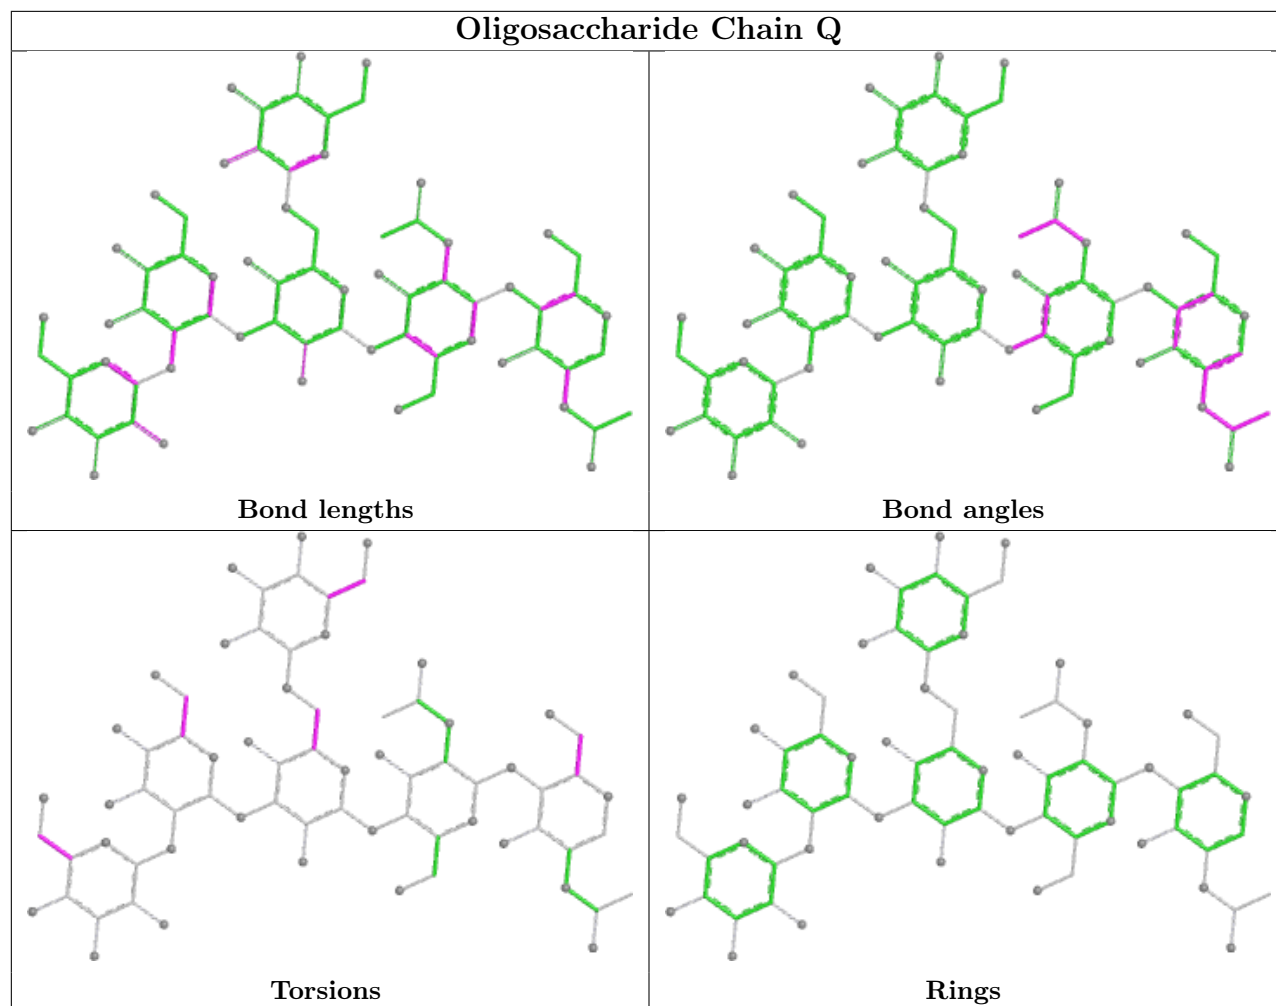 Oligosaccharide Chain Q
Bond lengths
Bond angles
Torsions
Rings